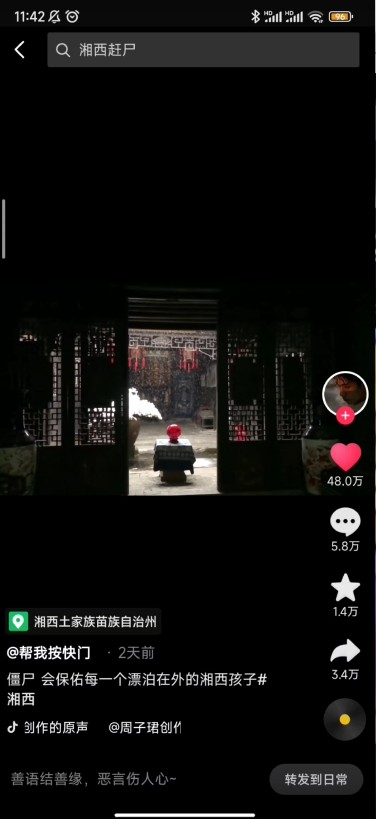 11:42
HD HD 96
湘西赶尸
48.0万
5.8万
1.4万
3.4万
湘西土家族苗族自治州
@帮我按快门 · 2天前
僵尸 会保佑每一个漂泊在外的湘西孩子#
湘西
创作的原声 @周子珺创作
善语结善缘，恶言伤人心~
转发到日常